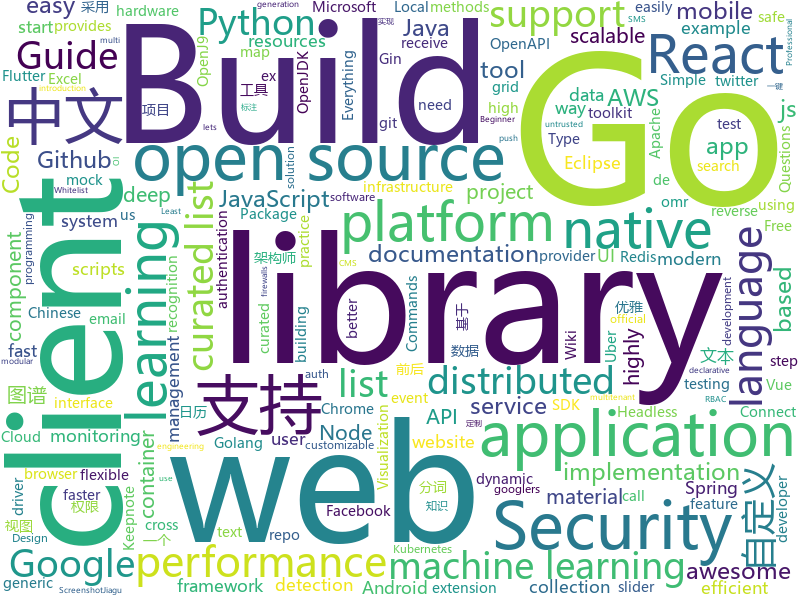 easy 采用 hardware Microsoft Local methods
start provides
Python
support
mobile
example
easily 实现 SMS
Guide
resources
Java
receive
map
OpenJ9
OpenJDK
ex
Excel
Flutter
中文
Build
Go
OpenAPI
Gin
Everything
scalable
React
safe
Professional
tool
grid
high
data
AWS
js
工具
标注
项目
introduction
need
git
way
twitter
toolkit
Simple
app
Apache
Type
test
一键
Code
Github
mock
deep
open source
client
curated list
JavaScript
project
Eclipse
search
Questions
untrusted
push
lets
Beginner
multi
generation
system
us
Package
solution
OI
software
Whitelist
programming
scripts
component
Chinese
fast
email
learning
authentication
practice
platform
native
infrastructure
de
omr
using
Free
reverse
documentation
provider
UI
Redis
modern
language
based
Least
CMS
firewalls
recognition
架构师
building
curated
library
Commands
better
Wiki
基于
Uber
优雅
数据
official
building
文本
step
development
图谱
management
支持
list
distributed
highly
Vue
modular
interface
日历
Cloud
monitoring
container
Chrome
event
user
Node
API
service
SDK
testing
Headless
Connect
自定义
declarative
auth
Golang
website
application
implementation
flexible
driver
browser
customizable
web
Visualization
Security
material
call
Spring
feature
dynamic
googlers
RBAC
定制
multitenant
developer
视图
权限
faster
分词
知识
Google
cross
一个
text
Facebook
repo
performance
machine learning
awesome
前后
engineering
use
Design
generic
Keepnote
ScreenshotJiagu
framework
detection
Android
extension
collection
slider
Kubernetes
efficient